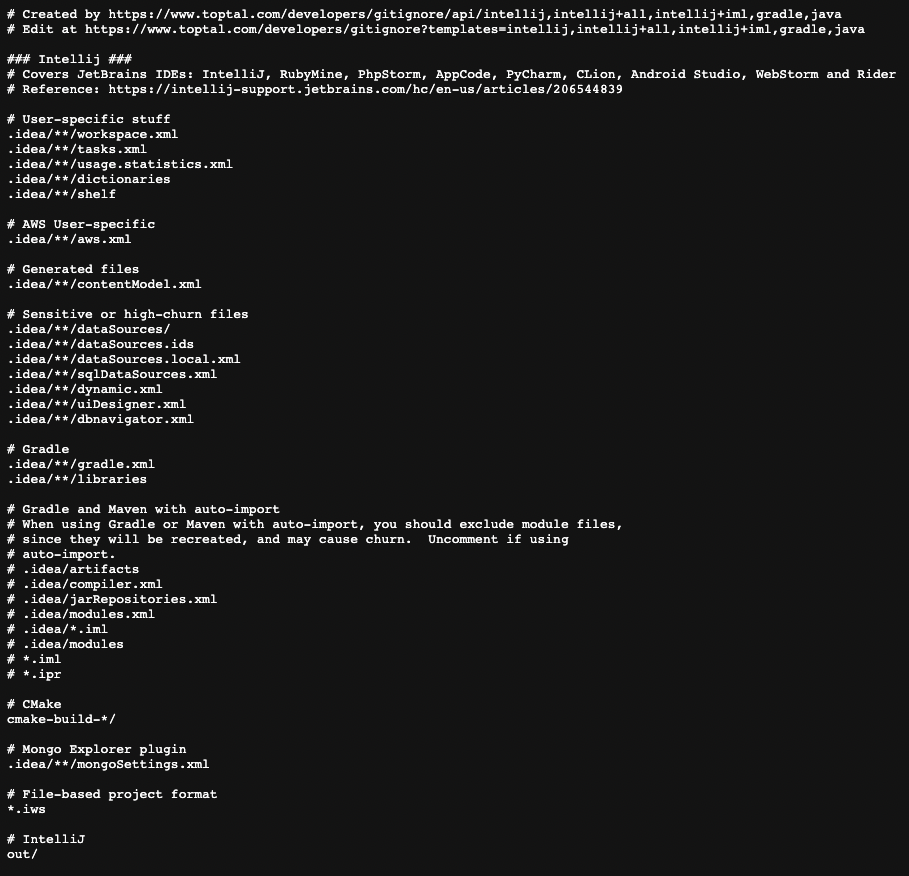 # Created by https://www.toptal.com/developers/gitignore/api/intellij,intellij+all,intellij+iml,gradle,java
# Edit at https://www.toptal.com/developers/gitignore?templates=intellij,intellij+all,intellij+iml,gradle,java

### Intellij ###
# Covers JetBrains IDEs: IntelliJ, RubyMine, PhpStorm, AppCode, PyCharm, CLion, Android Studio, WebStorm and Rider
# Reference: https://intellij-support.jetbrains.com/hc/en-us/articles/206544839

# User-specific stuff
.idea/**/workspace.xml
.idea/**/tasks.xml
.idea/**/usage.statistics.xml
.idea/**/dictionaries
.idea/**/shelf

# AWS User-specific
.idea/**/aws.xml

# Generated files
.idea/**/contentModel.xml

# Sensitive or high-churn files
.idea/**/dataSources/
.idea/**/dataSources.ids
.idea/**/dataSources.local.xml
.idea/**/sqlDataSources.xml
.idea/**/dynamic.xml
.idea/**/uiDesigner.xml
.idea/**/dbnavigator.xml

# Gradle
.idea/**/gradle.xml
.idea/**/libraries

# Gradle and Maven with auto-import
# When using Gradle or Maven with auto-import, you should exclude module files,
# since they will be recreated, and may cause churn.  Uncomment if using
# auto-import.
# .idea/artifacts
# .idea/compiler.xml
# .idea/jarRepositories.xml
# .idea/modules.xml
# .idea/*.iml
# .idea/modules
# *.iml
# *.ipr

# CMake
cmake-build-*/

# Mongo Explorer plugin
.idea/**/mongoSettings.xml

# File-based project format
*.iws

# IntelliJ
out/